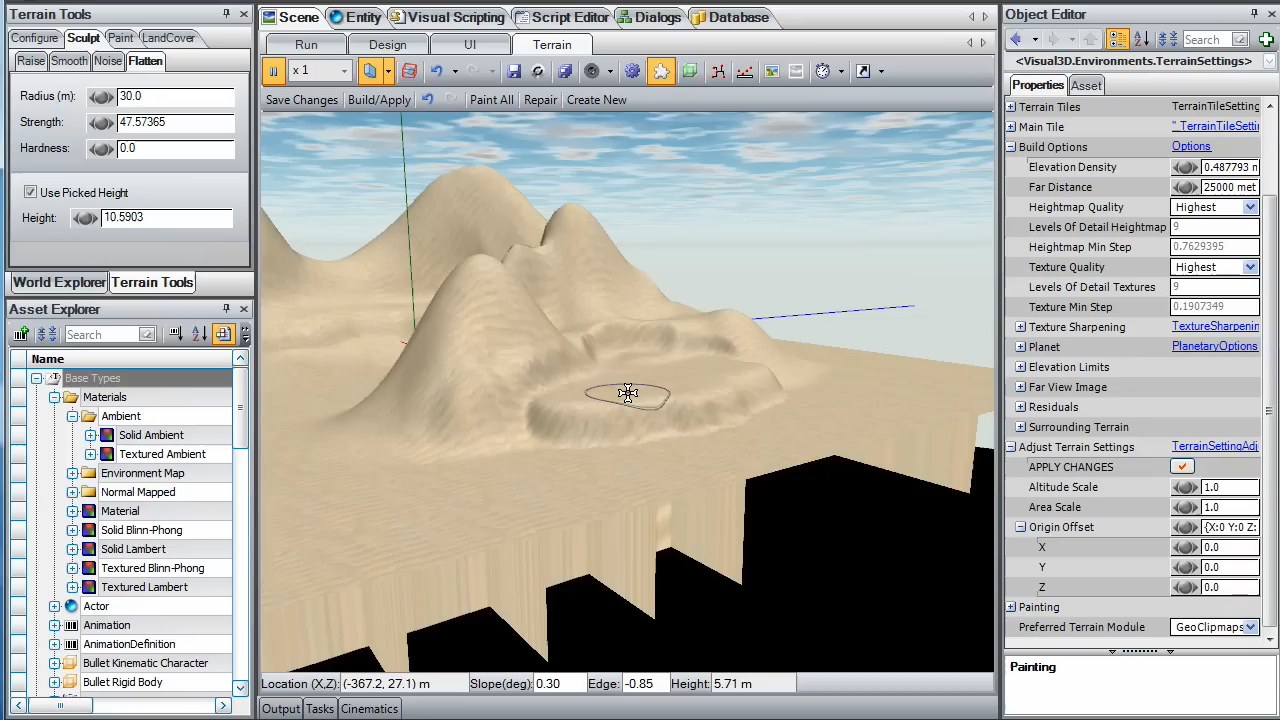 Terrain Tools
Configure Sculpt Paint LandCover
Raise Smooth Noise Flatten
Radius (m): 30.0
Strength: 47.57365
Hardness: 0.0
Use Picked Height
Height: 10.5903
World Explorer Terrain Tools
Asset Explorer
Search
Name
Base Types
Materials
Ambient
Solid Ambient
Textured Ambient
Environment Map
Normal Mapped
Material
Solid Blinn-Phong
Solid Lambert
Textured Blinn-Phong
Textured Lambert
Actor
Animation
AnimationDefinition
Bullet Kinematic Character
Bullet Rigid Body
Scene Entity Visual Scripting Script Editor Dialogs Database
Run Design UI Terrain
x 1
Save Changes Build/Apply Paint All Repair Create New
Location (X,Z): (-367.2, 27.1) m Slope(deg): 0.30 Edge: -0.85 Height: 5.71 m
Output Tasks Cinematics
Object Editor
Search
<Visual3D.Environments.TerrainSettings>
Properties Asset
Terrain Tiles TerrainTileSetting
Main Tile " TerrainTileSetti
Build Options Options
Elevation Density 0.487793 n
Far Distance 25000 met
Heightmap Quality Highest
Levels Of Detail Heightmap 9
Heightmap Min Step 0.7629395
Texture Quality Highest
Levels Of Detail Textures 9
Texture Min Step 0.1907349
Texture Sharpening TextureSharpenin
Planet PlanetaryOptions
Elevation Limits
Far View Image
Residuals
Surrounding Terrain
Adjust Terrain Settings TerrainSettingAdj
APPLY CHANGES
Altitude Scale 1.0
Area Scale 1.0
Origin Offset {X:0 Y:0 Z:
X 0.0
Y 0.0
Z 0.0
Painting
Preferred Terrain Module GeoClipmaps
Painting